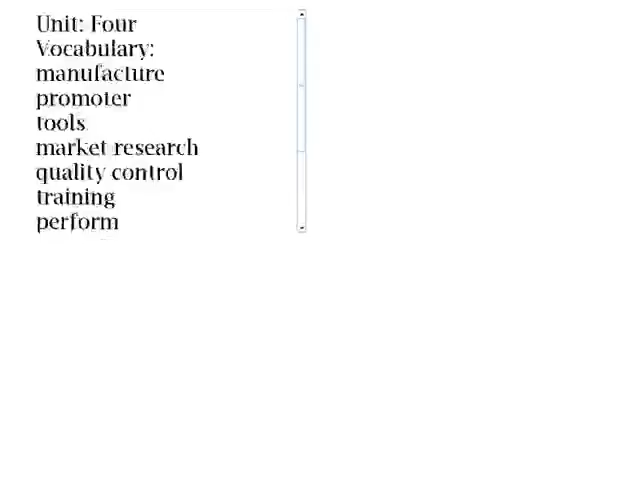 Unit: Four
Vocabulary:
manufacture
promoter
tools
market research
quality control
training
perform